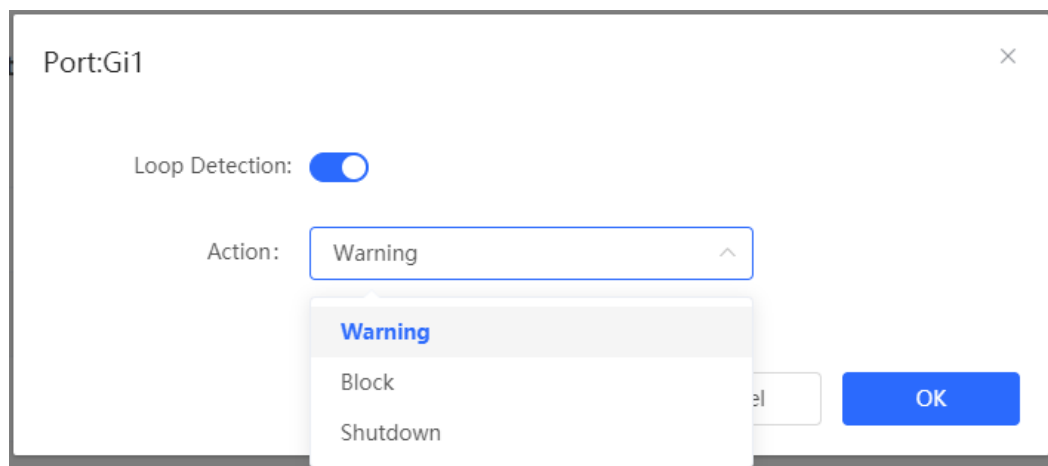 Port:Gi1
Loop Detection:
Action:
Warning
Warning
Block
Shutdown
OK